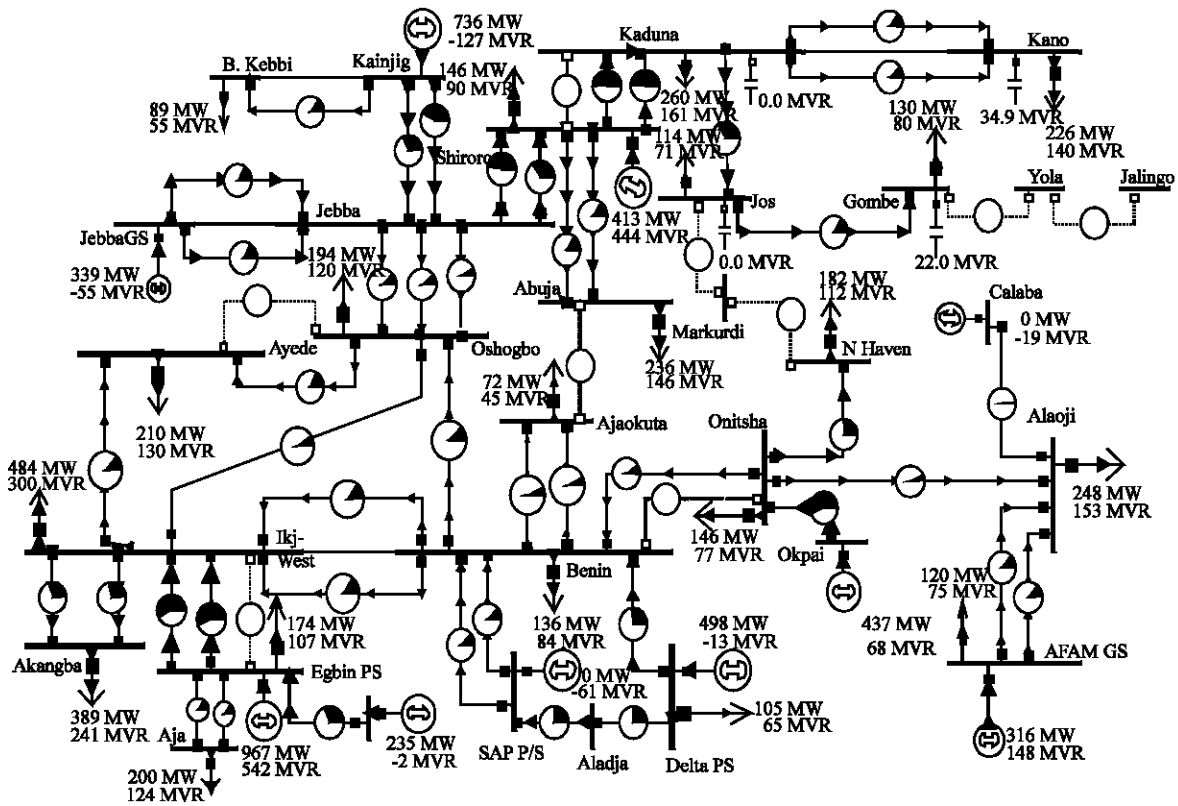 736 MW
-127 MVR
B. Kebbi
Kainjig
146 MW
90 MVR
Kaduna
Kano
89 MW
55 MVR
260 MW
161 MVR
0.0 MVR
130 MW
80 MVR
34.9 MVR
226 MW
140 MVR
114 MW
71 MVR
Shiroro
Jebba
413 MW
444 MVR
Jos
Gombe
Yola
Jalingo
JebbaGS
339 MW
-55 MVR
194 MW
120 MVR
0.0 MVR
22.0 MVR
Abuja
Markurdi
182 MW
112 MVR
Calaba
0 MW
-19 MVR
Ayede
Oshogbo
236 MW
146 MVR
N Haven
72 MW
45 MVR
210 MW
130 MVR
Ajaokuta
Onitsha
Alaoji
484 MW
300 MVR
248 MW
153 MVR
Ikj-
West
Benin
146 MW
77 MVR
Okpai
174 MW
107 MVR
136 MW
84 MVR
498 MW
-13 MVR
437 MW
68 MVR
120 MW
75 MVR
Akangba
Egbin PS
0 MW
-61 MVR
AFAM GS
389 MW
241 MVR
Aja
967 MW
542 MVR
235 MW
-2 MVR
SAP P/S
Aladja
Delta PS
105 MW
65 MVR
316 MW
148 MVR
200 MW
124 MVR